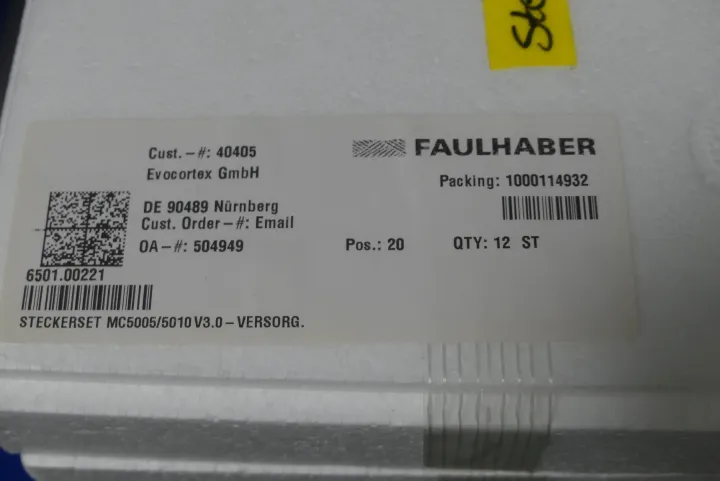 Cust.-#: 40405
Evocortex GmbH
FAULHABER
Packing: 1000114932
DE 90489 Nürnberg
Cust. Order-#: Email
OA-#: 504949
Pos.: 20
QTY: 12 ST
6501.00221
STECKERSET MC5005/5010 V3.0-VERSORG.